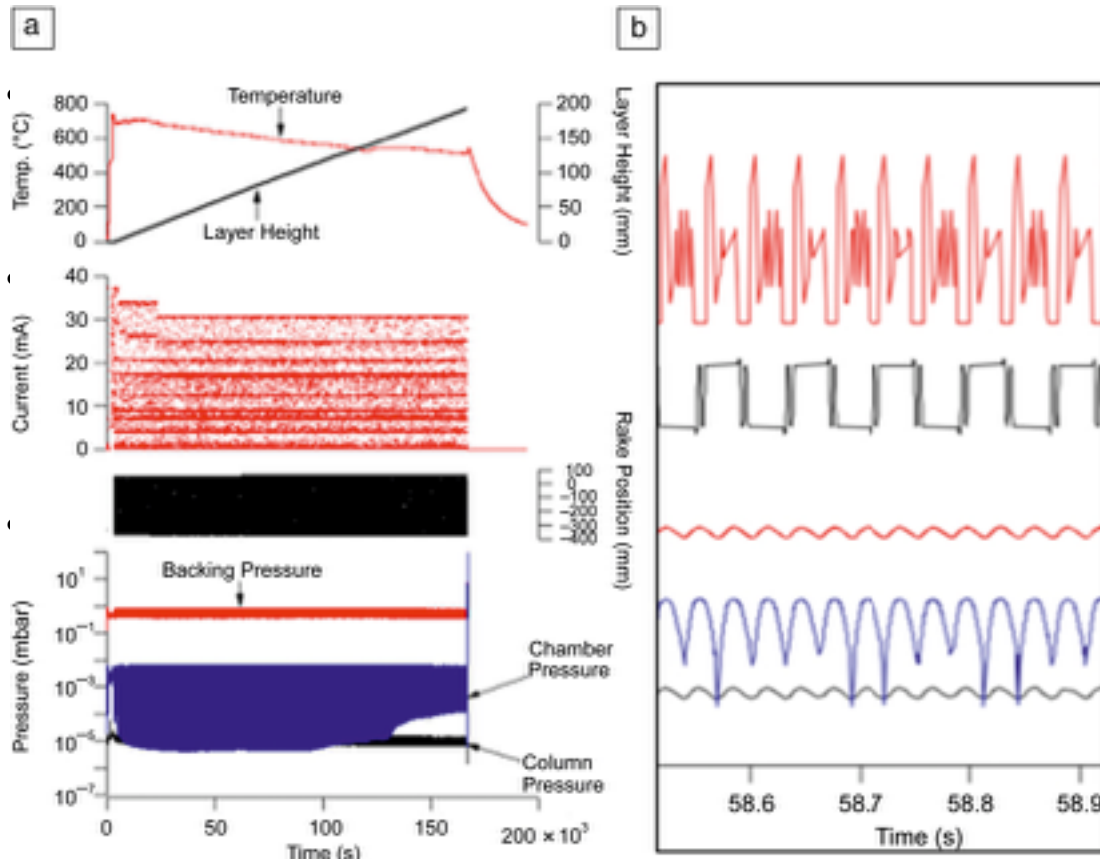 a
Temp. (°C)
800
600
400
200
0
Temperature
Layer Height
200
150
100
50
0
Layer Height (mm)
Current (mA)
40
30
20
10
0
100
0
−100
−300
−400
Rake Position (mm)
Pressure (mbar)
10¹
10⁻¹
10⁻³
10⁻⁵
10⁻⁷
Backing Pressure
Chamber
Pressure
Column
Pressure
0
50
100
150
200 × 10³
Time (s)
b
58.6
58.7
58.8
58.9
Time (s)